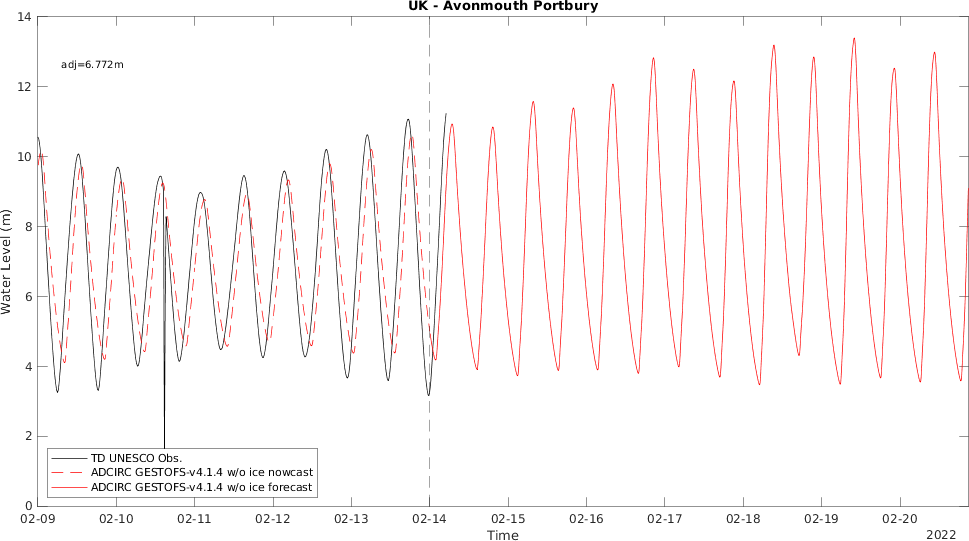 UK - Avonmouth Portbury
14
12
10
8
6
4
2
0
Water Level (m)
adj=6.772m
TD UNESCO Obs.
ADCIRC GESTOFS-v4.1.4 w/o ice nowcast
ADCIRC GESTOFS-v4.1.4 w/o ice forecast
02-09 02-10 02-11 02-12 02-13 02-14 02-15 02-16 02-17 02-18 02-19 02-20
Time
2022